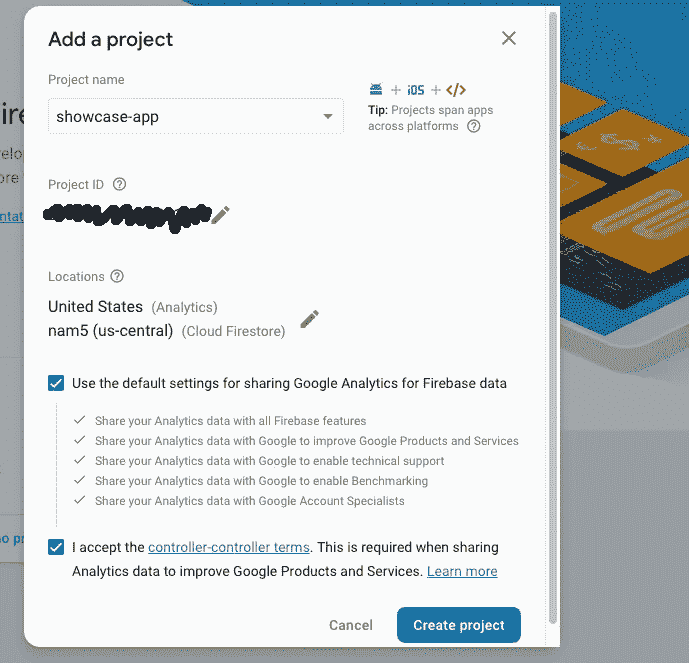 Add a project
Project name
+ iOS + </>
showcase-app
Tip: Projects span apps
across platforms ?
Project ID ?
Locations ?
United States (Analytics)
nam5 (us-central) (Cloud Firestore)
Use the default settings for sharing Google Analytics for Firebase data
Share your Analytics data with all Firebase features
Share your Analytics data with Google to improve Google Products and Services
Share your Analytics data with Google to enable technical support
Share your Analytics data with Google to enable Benchmarking
Share your Analytics data with Google Account Specialists
I accept the controller-controller terms. This is required when sharing
Analytics data to improve Google Products and Services. Learn more
Cancel
Create project